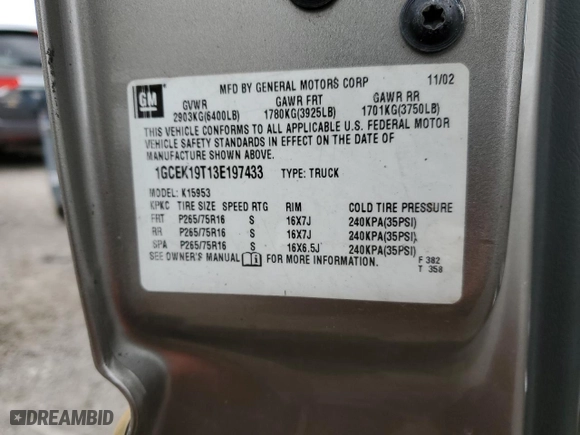 GM
MFD BY GENERAL MOTORS CORP 11/02
GVWR GAWR FRT GAWR RR
2903KG(6400LB) 1780KG(3925LB) 1701KG(3750LB)
THIS VEHICLE CONFORMS TO ALL APPLICABLE U.S. FEDERAL MOTOR
VEHICLE SAFETY STANDARDS IN EFFECT ON THE DATE OF
MANUFACTURE SHOWN ABOVE.
1GCEK19T13E197433 TYPE: TRUCK
MODEL: K15953
KPKC TIRE SIZE SPEED RTG RIM COLD TIRE PRESSURE
FRT P265/75R16 S 16X7J 240KPA(35PSI)
RR P265/75R16 S 16X7J 240KPA(35PSI)
SPA P265/75R16 S 16X6.5J 240KPA(35PSI)
SEE OWNER'S MANUAL FOR MORE INFORMATION.
F 382
T 358
DREAMBID